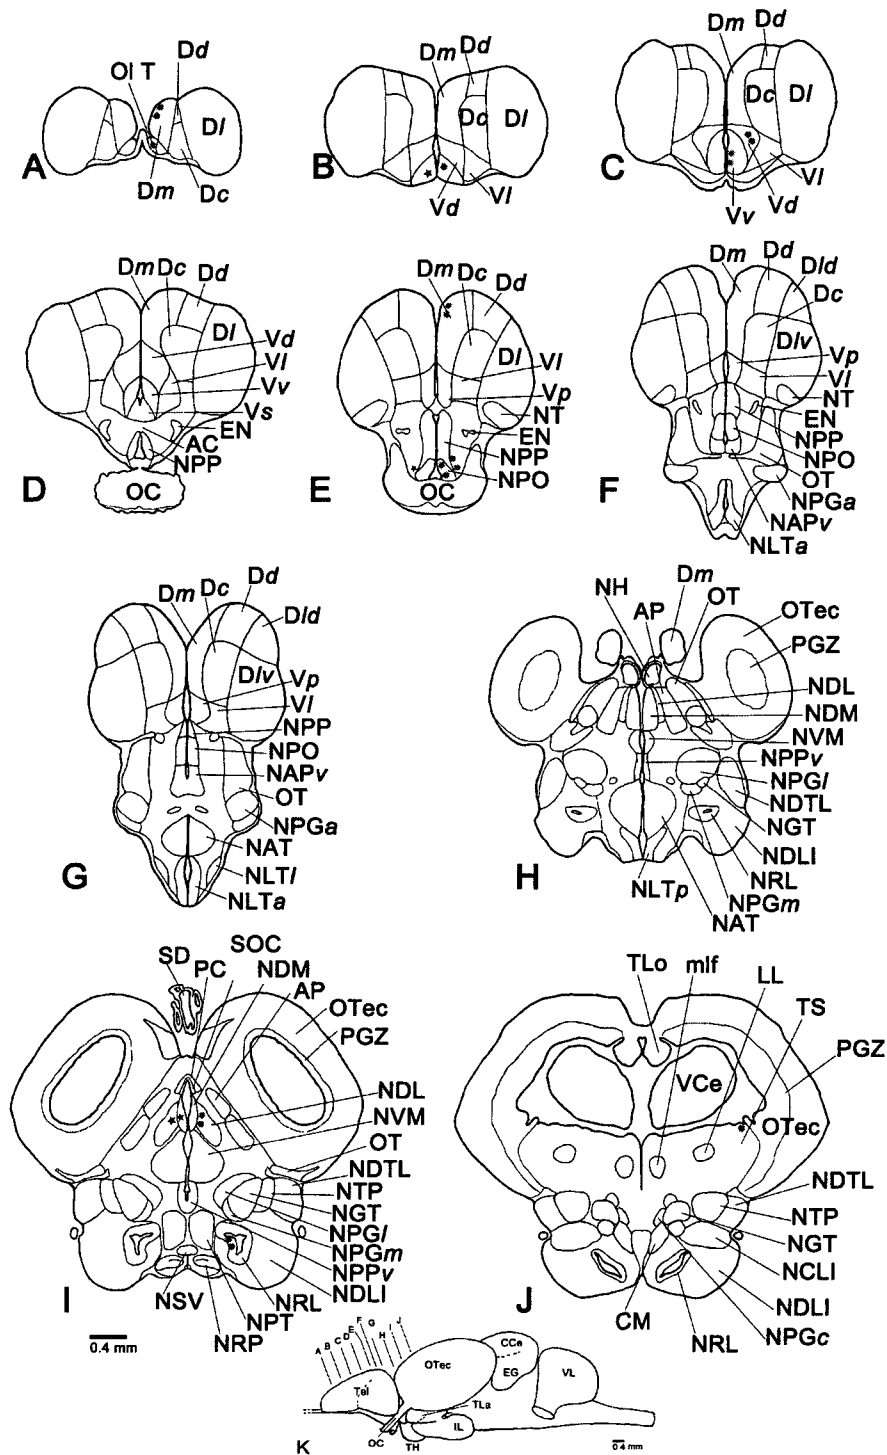 Ol T Dd
Dl
A Dm Dc
Dm Dd
Dc Dl
B Vd Vl
Dm Dd
Dc Dl
C Vv Vd Vl
Dm Dc Dd
Dl
Vd
Vl
Vv
Vs
EN
AC
NPP
D OC
Dm Dc Dd
Dl
Vl
Vp
NT
EN
NPP
NPO
E OC
Dm Dd
Dld
Dc
Dlv
Vp
Vl
NT
EN
NPP
NPO
OT
NPGa
NAPv
NLTa
F
Dm Dc Dd
Dld
Dlv
Vp
Vl
NPP
NPO
NAPv
OT
NPGa
NAT
NLTl
NLTa
G
NH AP Dm OT
OTec
PGZ
NDL
NDM
NVM
NPPv
NPGl
NDTL
NGT
NDLI
NRL
NPGm
NAT
NLTp
H
SD PC SOC NDM
AP
OTec
PGZ
NDL
NVM
OT
NDTL
NTP
NGT
NPGl
NPGm
NPPv
NDLI
NRL
NPT
NRP
NSV
I
0.4 mm
TLo mlf LL
TS
PGZ
VCe
OTec
NDTL
NTP
NGT
NCLI
NDLI
NPGc
NRL
CM
J
A B C D E F G H I J
Tel OTec CCe
EG VL
TLa
IL
OC TH
K
0.4 mm